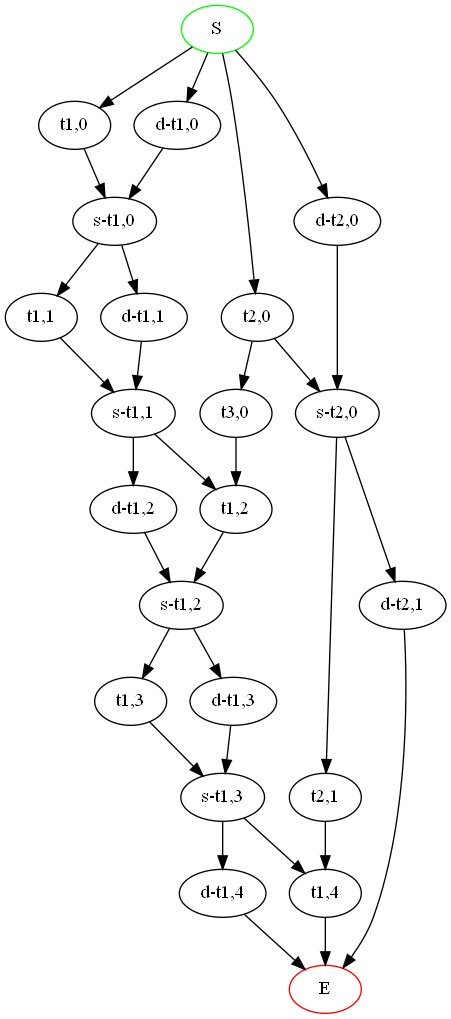 S
t1,0
d-t1,0
s-t1,0
d-t2,0
t1,1
d-t1,1
t2,0
s-t1,1
t3,0
s-t2,0
d-t1,2
t1,2
s-t1,2
d-t2,1
t1,3
d-t1,3
s-t1,3
t2,1
d-t1,4
t1,4
E